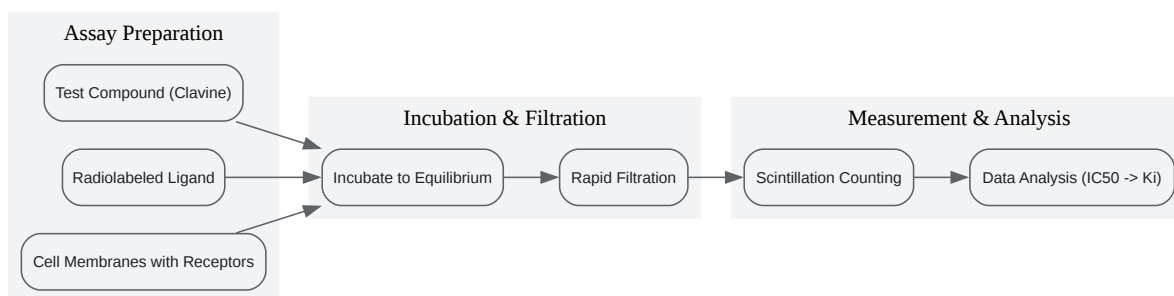 Assay Preparation
Test Compound (Clavine)
Radiolabeled Ligand
Cell Membranes with Receptors
Incubation & Filtration
Incubate to Equilibrium
Rapid Filtration
Measurement & Analysis
Scintillation Counting
Data Analysis (IC50 -> Ki)